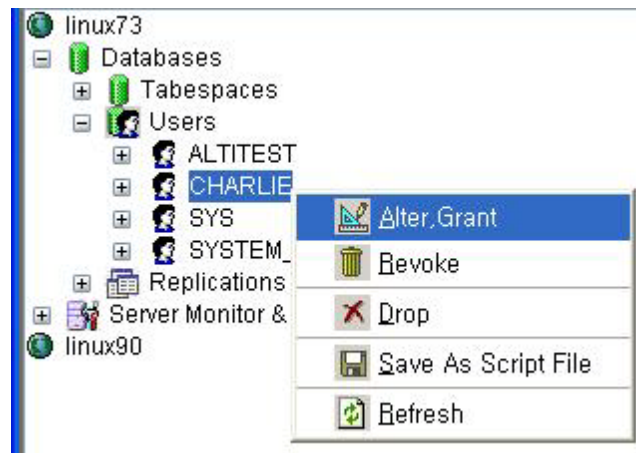 linux73
Databases
Tabespaces
Users
ALTITEST
CHARLIE
SYS
SYSTEM_
Replications
Server Monitor &
linux90
Alter,Grant
Revoke
Drop
Save As Script File
Refresh